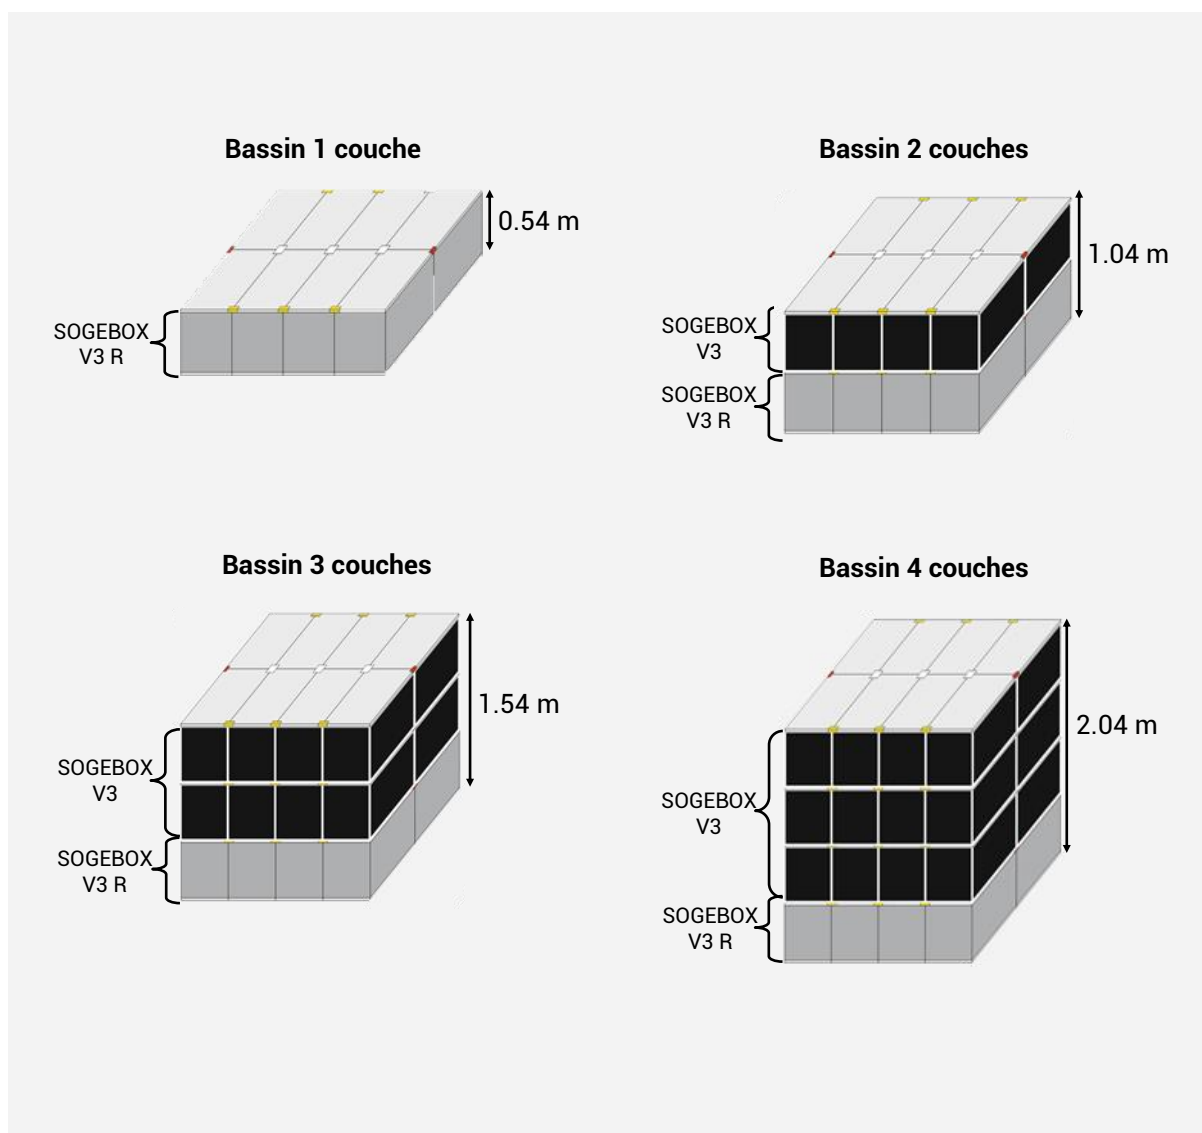 Bassin 1 couche
0.54 m
SOGEBOX
V3 R
Bassin 2 couches
1.04 m
SOGEBOX
V3
SOGEBOX
V3 R
Bassin 3 couches
1.54 m
SOGEBOX
V3
SOGEBOX
V3 R
Bassin 4 couches
2.04 m
SOGEBOX
V3
SOGEBOX
V3 R